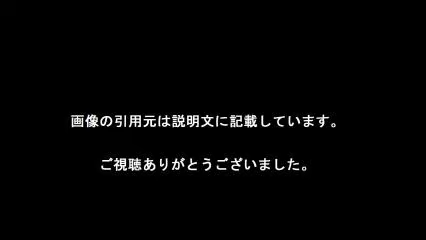 画像の引用元は説明文に記載しています。
ご視聴ありがとうございました。